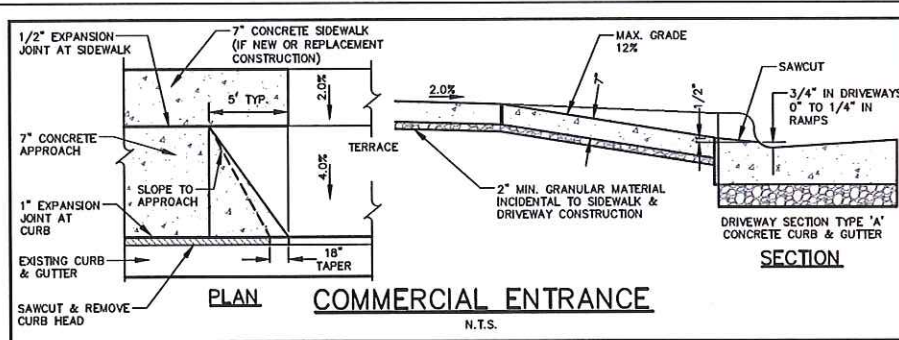 1/2" EXPANSION
JOINT AT SIDEWALK
7" CONCRETE SIDEWALK
(IF NEW OR REPLACEMENT
CONSTRUCTION)
5' TYP.
2.0%
7" CONCRETE
APPROACH
SLOPE TO
APPROACH
4.0%
1" EXPANSION
JOINT AT
CURB
EXISTING CURB
& GUTTER
18"
TAPER
SAWCUT & REMOVE
CURB HEAD
PLAN
MAX. GRADE
12%
2.0%
7"
1/2"
SAWCUT
3/4" IN DRIVEWAYS
0" TO 1/4" IN
RAMPS
TERRACE
2" MIN. GRANULAR MATERIAL
INCIDENTAL TO SIDEWALK &
DRIVEWAY CONSTRUCTION
DRIVEWAY SECTION TYPE 'A'
CONCRETE CURB & GUTTER
SECTION
COMMERCIAL ENTRANCE
N.T.S.